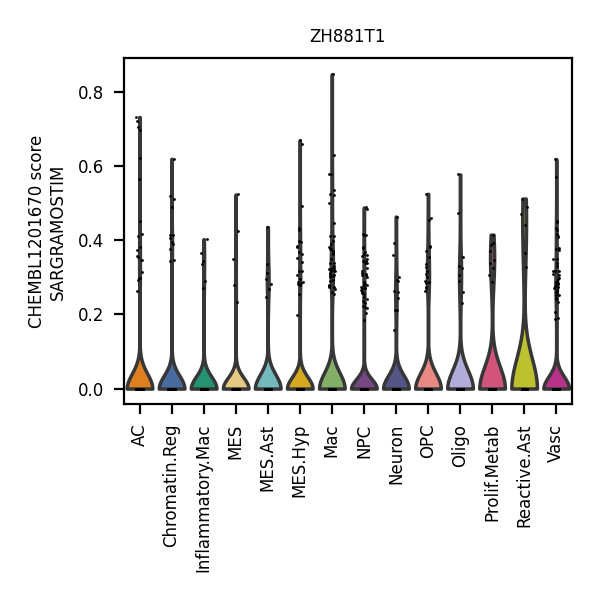 ZH881T1
CHEMBL1201670 score
SARGRAMOSTIM
0.8
0.6
0.4
0.2
0.0
AC
Chromatin.Reg
Inflammatory.Mac
MES
MES.Ast
MES.Hyp
Mac
NPC
Neuron
OPC
Oligo
Prolif.Metab
Reactive.Ast
Vasc